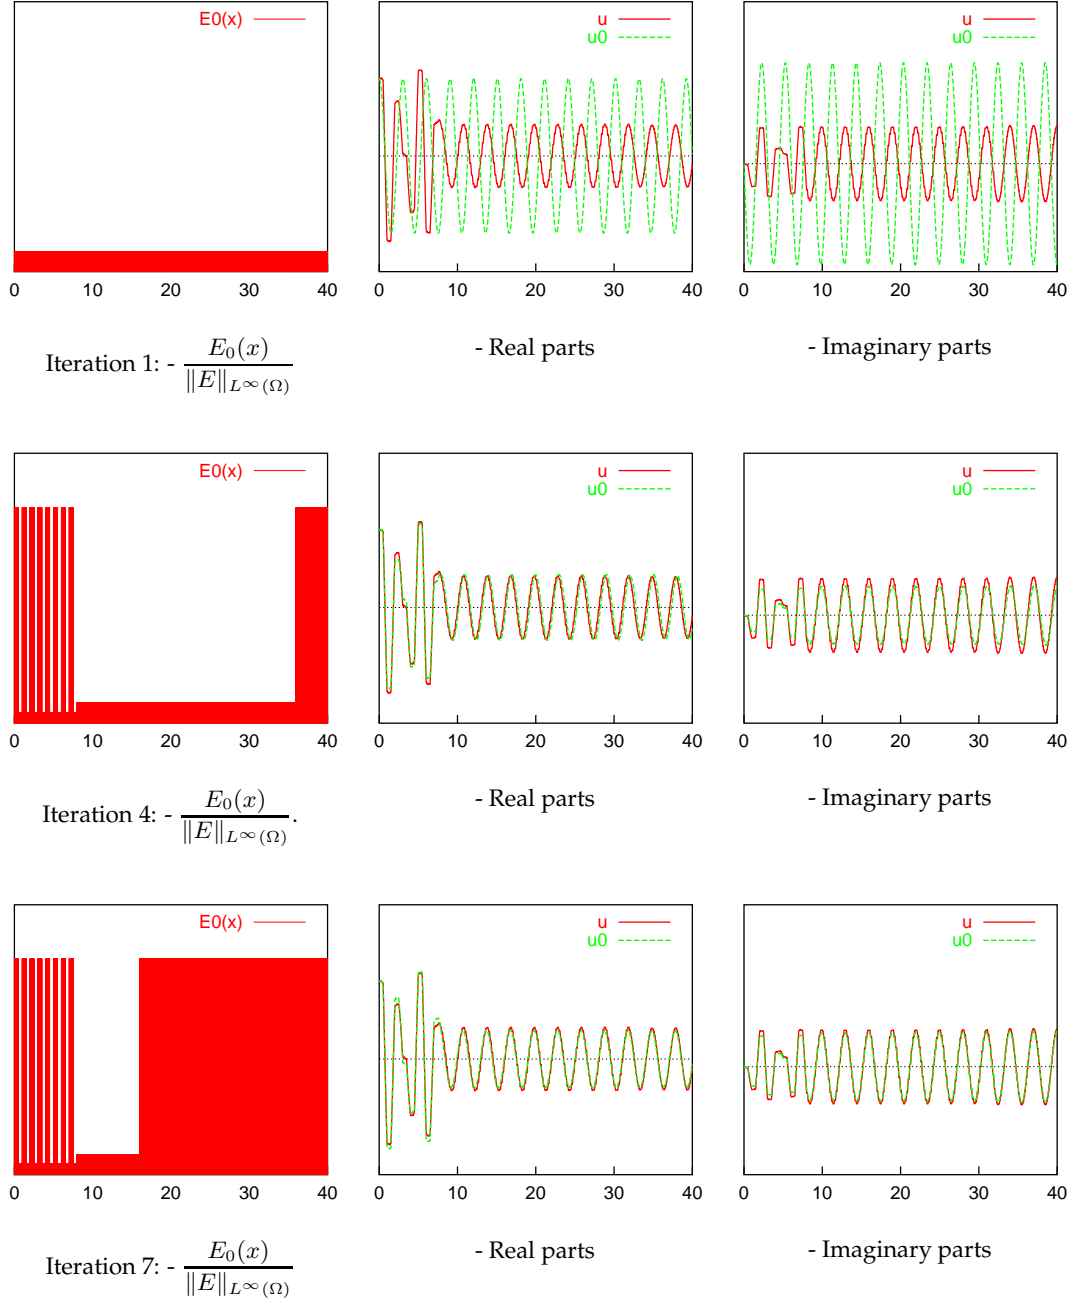 E0(x)
u
u0
u
u0
0 10 20 30 40
0 10 20 30 40
0 10 20 30 40
Iteration 1: - E_0(x) / ‖E‖_{L^∞(Ω)}
- Real parts
- Imaginary parts
E0(x)
u
u0
u
u0
0 10 20 30 40
0 10 20 30 40
0 10 20 30 40
Iteration 4: - E_0(x) / ‖E‖_{L^∞(Ω)}.
- Real parts
- Imaginary parts
E0(x)
u
u0
u
u0
0 10 20 30 40
0 10 20 30 40
0 10 20 30 40
Iteration 7: - E_0(x) / ‖E‖_{L^∞(Ω)}
- Real parts
- Imaginary parts